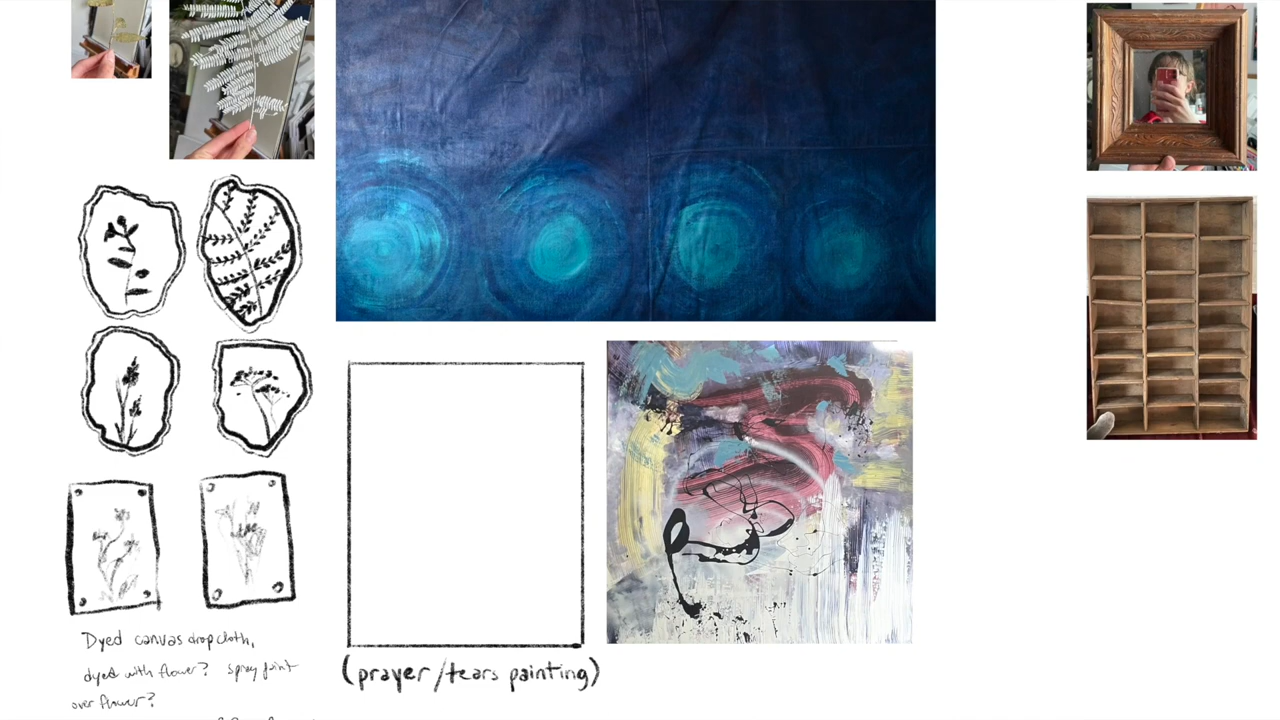 Dyed canvas drop cloth,
dyed with flower? spray paint
over flower?
(prayer/tears painting)